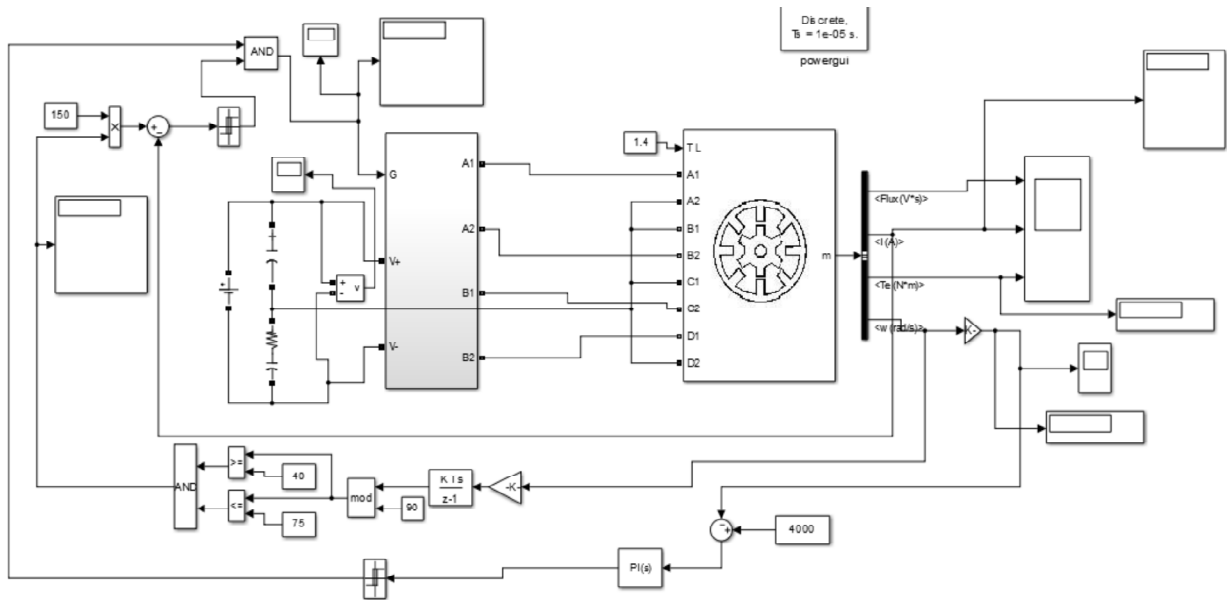 Discrete,
Ts = 1e-05 s.
powergui
AND
150
X
+
-
1.4
TL
G
A1
A1
A2
A2
B1
B2
B1
C1
C2
B2
D1
D2
V+
V-
+
-
v
m
<Flux (V*s)>
<I (A)>
<Te (N*m)>
<w (rad/s)>
K-
AND
>=
40
<=
75
mod
90
K Ts
z-1
-K-
-
+
4000
PI(s)